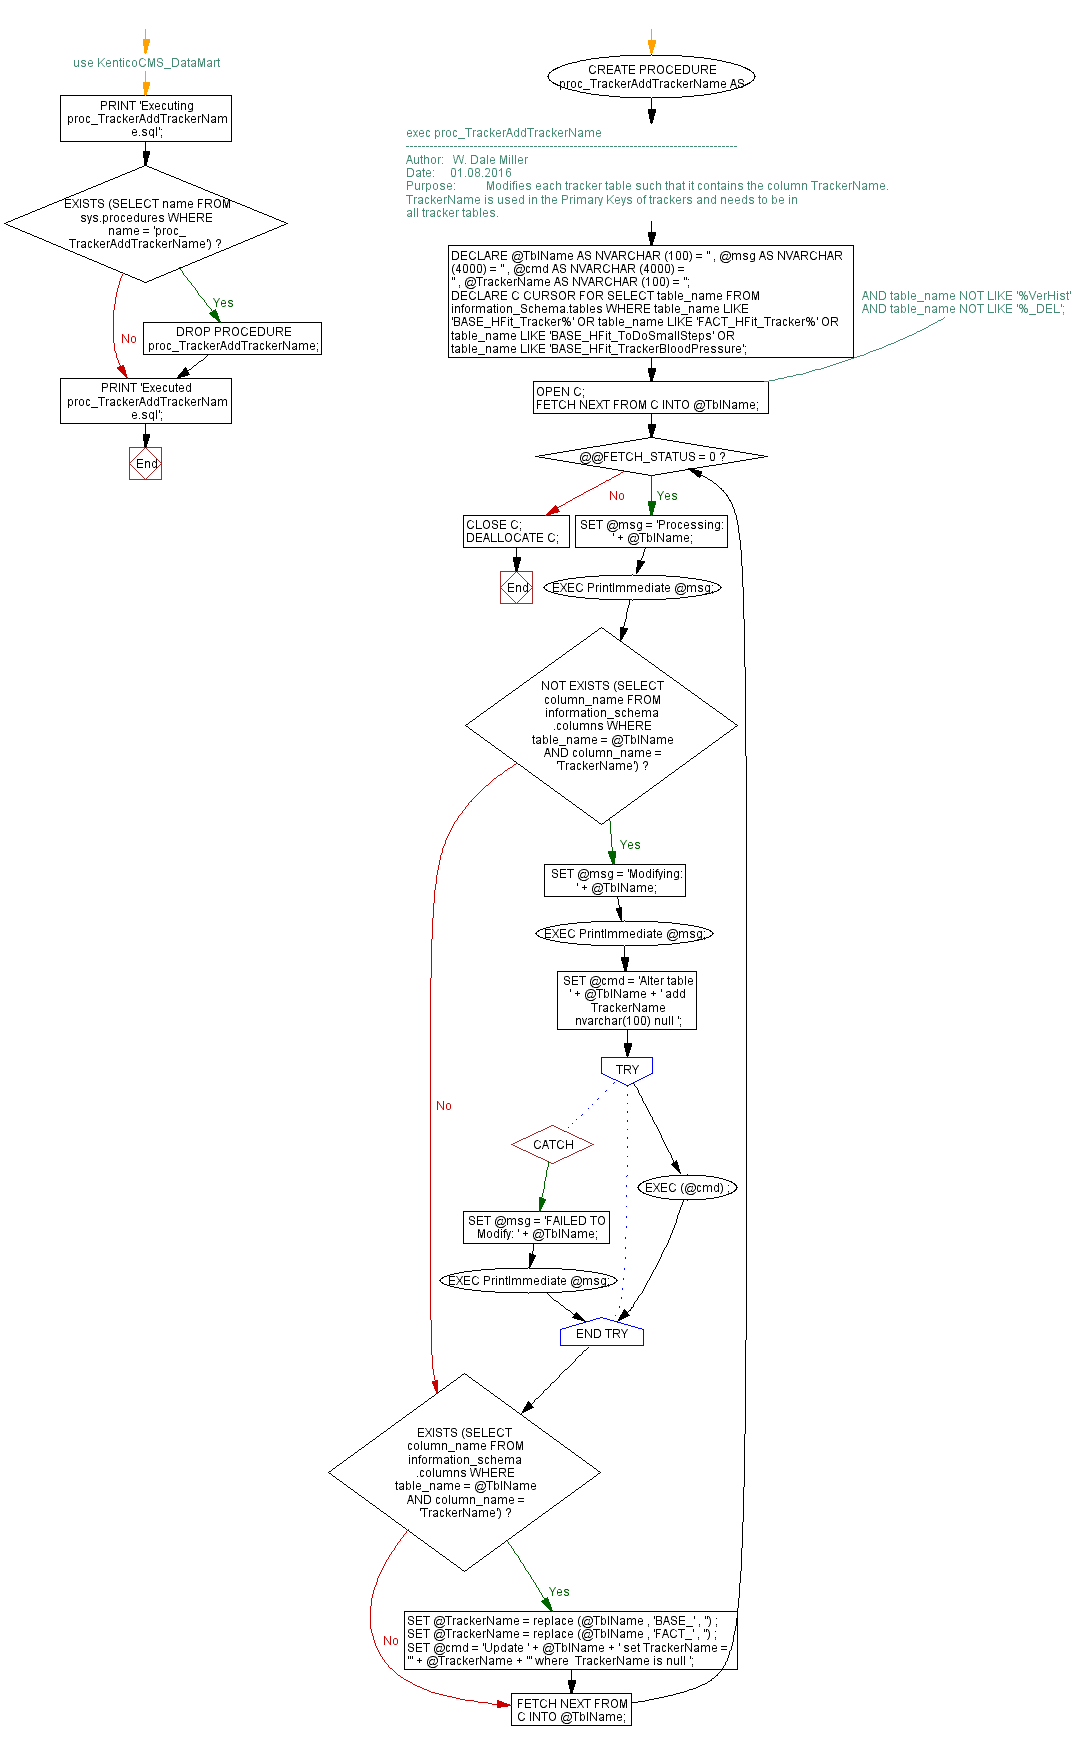 use KenticoCMS_DataMart
PRINT 'Executing
proc_TrackerAddTrackerNam
e.sql';
EXISTS (SELECT name FROM
sys.procedures WHERE
name = 'proc_
TrackerAddTrackerName') ?
Yes
No
DROP PROCEDURE
proc_TrackerAddTrackerName;
PRINT 'Executed
proc_TrackerAddTrackerNam
e.sql';
End
CREATE PROCEDURE
proc_TrackerAddTrackerName AS
exec proc_TrackerAddTrackerName
-----------------------------------------------------------------------------------
Author: W. Dale Miller
Date: 01.08.2016
Purpose: Modifies each tracker table such that it contains the column TrackerName.
TrackerName is used in the Primary Keys of trackers and needs to be in
all tracker tables.
DECLARE @TblName AS NVARCHAR (100) = '' , @msg AS NVARCHAR
(4000) = '' , @cmd AS NVARCHAR (4000) =
'' , @TrackerName AS NVARCHAR (100) = '';
DECLARE C CURSOR FOR SELECT table_name FROM
information_Schema.tables WHERE table_name LIKE
'BASE_HFit_Tracker%' OR table_name LIKE 'FACT_HFit_Tracker%' OR
table_name LIKE 'BASE_HFit_ToDoSmallSteps' OR
table_name LIKE 'BASE_HFit_TrackerBloodPressure';
AND table_name NOT LIKE '%VerHist'
AND table_name NOT LIKE '%_DEL';
OPEN C;
FETCH NEXT FROM C INTO @TblName;
@@FETCH_STATUS = 0 ?
No
Yes
CLOSE C;
DEALLOCATE C;
End
SET @msg = 'Processing:
' + @TblName;
EXEC PrintImmediate @msg;
NOT EXISTS (SELECT
column_name FROM
information_schema
.columns WHERE
table_name = @TblName
AND column_name =
'TrackerName') ?
Yes
SET @msg = 'Modifying:
' + @TblName;
EXEC PrintImmediate @msg;
SET @cmd = 'Alter table
' + @TblName + ' add
TrackerName
nvarchar(100) null ';
TRY
No
CATCH
EXEC (@cmd) ;
SET @msg = 'FAILED TO
Modify: ' + @TblName;
EXEC PrintImmediate @msg;
END TRY
EXISTS (SELECT
column_name FROM
information_schema
.columns WHERE
table_name = @TblName
AND column_name =
'TrackerName') ?
Yes
No
SET @TrackerName = replace (@TblName , 'BASE_' , '') ;
SET @TrackerName = replace (@TblName , 'FACT_' , '') ;
SET @cmd = 'Update ' + @TblName + ' set TrackerName =
''' + @TrackerName + ''' where  TrackerName is null ';
FETCH NEXT FROM
C INTO @TblName;